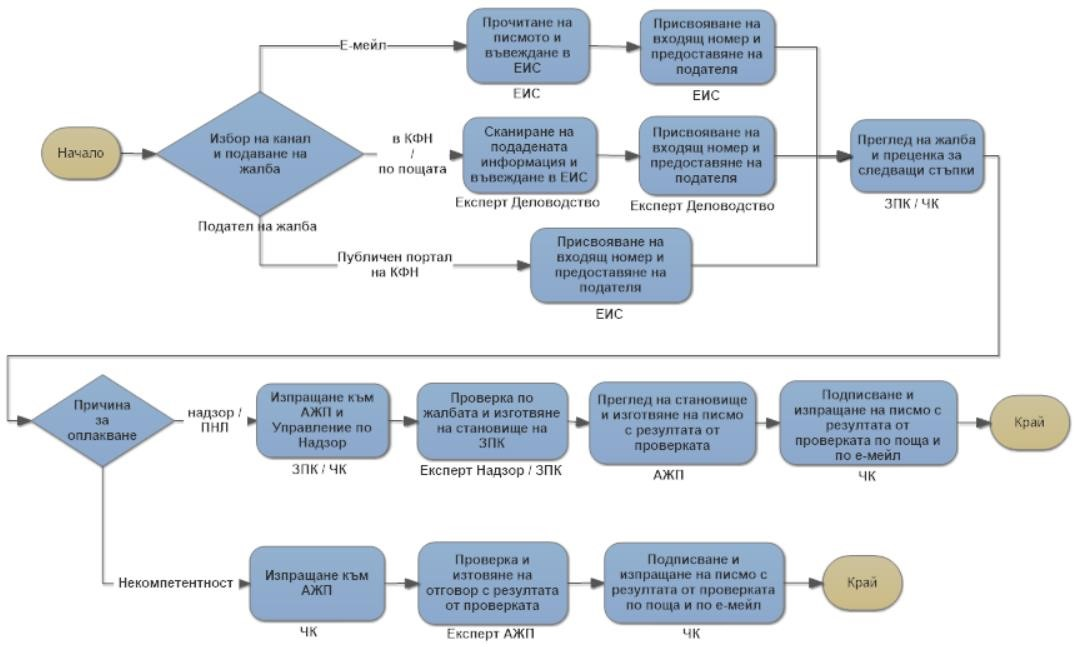 Начало
Избор на канал
и подаване на
жалба
Подател на жалба
Е-мейл
Прочитане на
писмото и
въвеждане в
ЕИС
ЕИС
Присвояване на
входящ номер и
предоставяне на
подателя
ЕИС
в КФН
/
по пощата
Сканиране на
подадената
информация и
въвеждане в ЕИС
Експерт Деловодство
Присвояване на
входящ номер и
предоставяне на
подателя
Експерт Деловодство
Публичен портал
на КФН
Присвояване на
входящ номер и
предоставяне на
подателя
ЕИС
Преглед на жалба
и преценка за
следващи стъпки
ЗПК / ЧК
Причина
за
оплакване
надзор /
ПНЛ
Изпращане към
АЖП и
Управление по
Надзор
ЗПК / ЧК
Проверка по
жалбата и изготвяне
на становище на
ЗПК
Експерт Надзор / ЗПК
Преглед на становище
и изготвяне на писмо
с резултата от
проверката
АЖП
Подписване и
изпращане на писмо с
резултата от
проверката по поща и
по е-мейл
ЧК
Край
Некомпетентност
Изпращане към
АЖП
ЧК
Проверка и
изтовяне на
отговор с резултата
от проверката
Експерт АЖП
Подписване и
изпращане на писмо с
резултата от проверката
по поща и по е-мейл
ЧК
Край